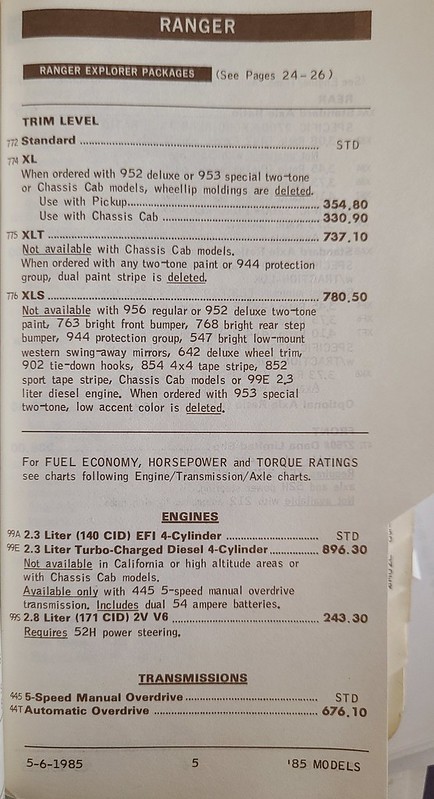 RANGER
RANGER EXPLORER PACKAGES (See Pages 24-26)
TRIM LEVEL
772 Standard STD
774 XL
When ordered with 952 deluxe or 953 special two-tone
or Chassis Cab models, wheellip moldings are deleted.
Use with Pickup 354.80
Use with Chassis Cab 330.90
775 XLT 737.10
Not available with Chassis Cab models.
When ordered with any two-tone paint or 944 protection
group, dual paint stripe is deleted.
776 XLS 780.50
Not available with 956 regular or 952 deluxe two-tone
paint, 763 bright front bumper, 768 bright rear step
bumper, 944 protection group, 547 bright low-mount
western swing-away mirrors, 642 deluxe wheel trim,
902 tie-down hooks, 854 4x4 tape stripe, 852
sport tape stripe, Chassis Cab models or 99E 2.3
liter diesel engine. When ordered with 953 special
two-tone, low accent color is deleted.
For FUEL ECONOMY, HORSEPOWER and TORQUE RATINGS
see charts following Engine/Transmission/Axle charts.
ENGINES
99A 2.3 Liter (140 CID) EFI 4-Cylinder STD
99E 2.3 Liter Turbo-Charged Diesel 4-Cylinder 896.30
Not available in California or high altitude areas or
with Chassis Cab models.
Available only with 445 5-speed manual overdrive
transmission. Includes dual 54 ampere batteries.
99S 2.8 Liter (171 CID) 2V V6 243.30
Requires 52H power steering.
TRANSMISSIONS
445 5-Speed Manual Overdrive STD
44T Automatic Overdrive 676.10
5-6-1985 5 '85 MODELS